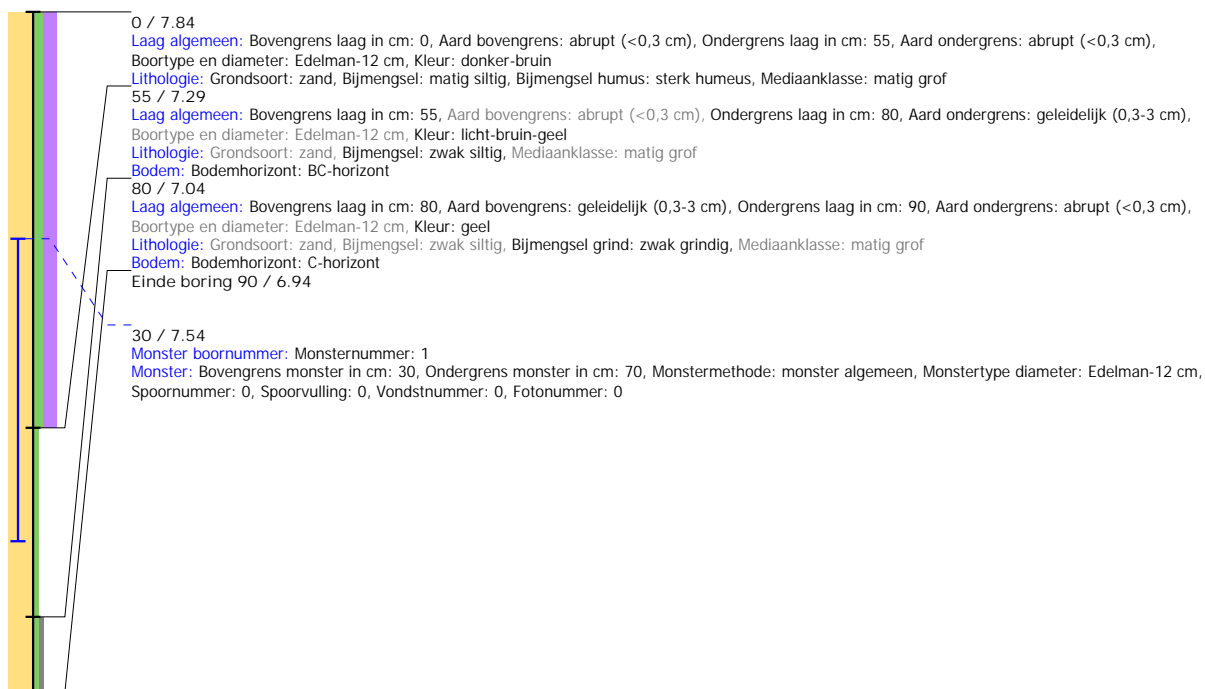 0 / 7.84
Laag algemeen: Bovengrens laag in cm: 0, Aard bovengrens: abrupt (<0,3 cm), Ondergrens laag in cm: 55, Aard ondergrens: abrupt (<0,3 cm),
Boortype en diameter: Edelman-12 cm, Kleur: donker-bruin
Lithologie: Grondsoort: zand, Bijmengsel: matig siltig, Bijmengsel humus: sterk humeus, Mediaanklasse: matig grof
55 / 7.29
Laag algemeen: Bovengrens laag in cm: 55, Aard bovengrens: abrupt (<0,3 cm), Ondergrens laag in cm: 80, Aard ondergrens: geleidelijk (0,3-3 cm),
Boortype en diameter: Edelman-12 cm, Kleur: licht-bruin-geel
Lithologie: Grondsoort: zand, Bijmengsel: zwak siltig, Mediaanklasse: matig grof
Bodem: Bodemhorizont: BC-horizont
80 / 7.04
Laag algemeen: Bovengrens laag in cm: 80, Aard bovengrens: geleidelijk (0,3-3 cm), Ondergrens laag in cm: 90, Aard ondergrens: abrupt (<0,3 cm),
Boortype en diameter: Edelman-12 cm, Kleur: geel
Lithologie: Grondsoort: zand, Bijmengsel: zwak siltig, Bijmengsel grind: zwak grindig, Mediaanklasse: matig grof
Bodem: Bodemhorizont: C-horizont
Einde boring 90 / 6.94
30 / 7.54
Monster boornummer: Monsternummer: 1
Monster: Bovengrens monster in cm: 30, Ondergrens monster in cm: 70, Monstermethode: monster algemeen, Monstertype diameter: Edelman-12 cm,
Spoornummer: 0, Spoorvulling: 0, Vondstnummer: 0, Fotonummer: 0